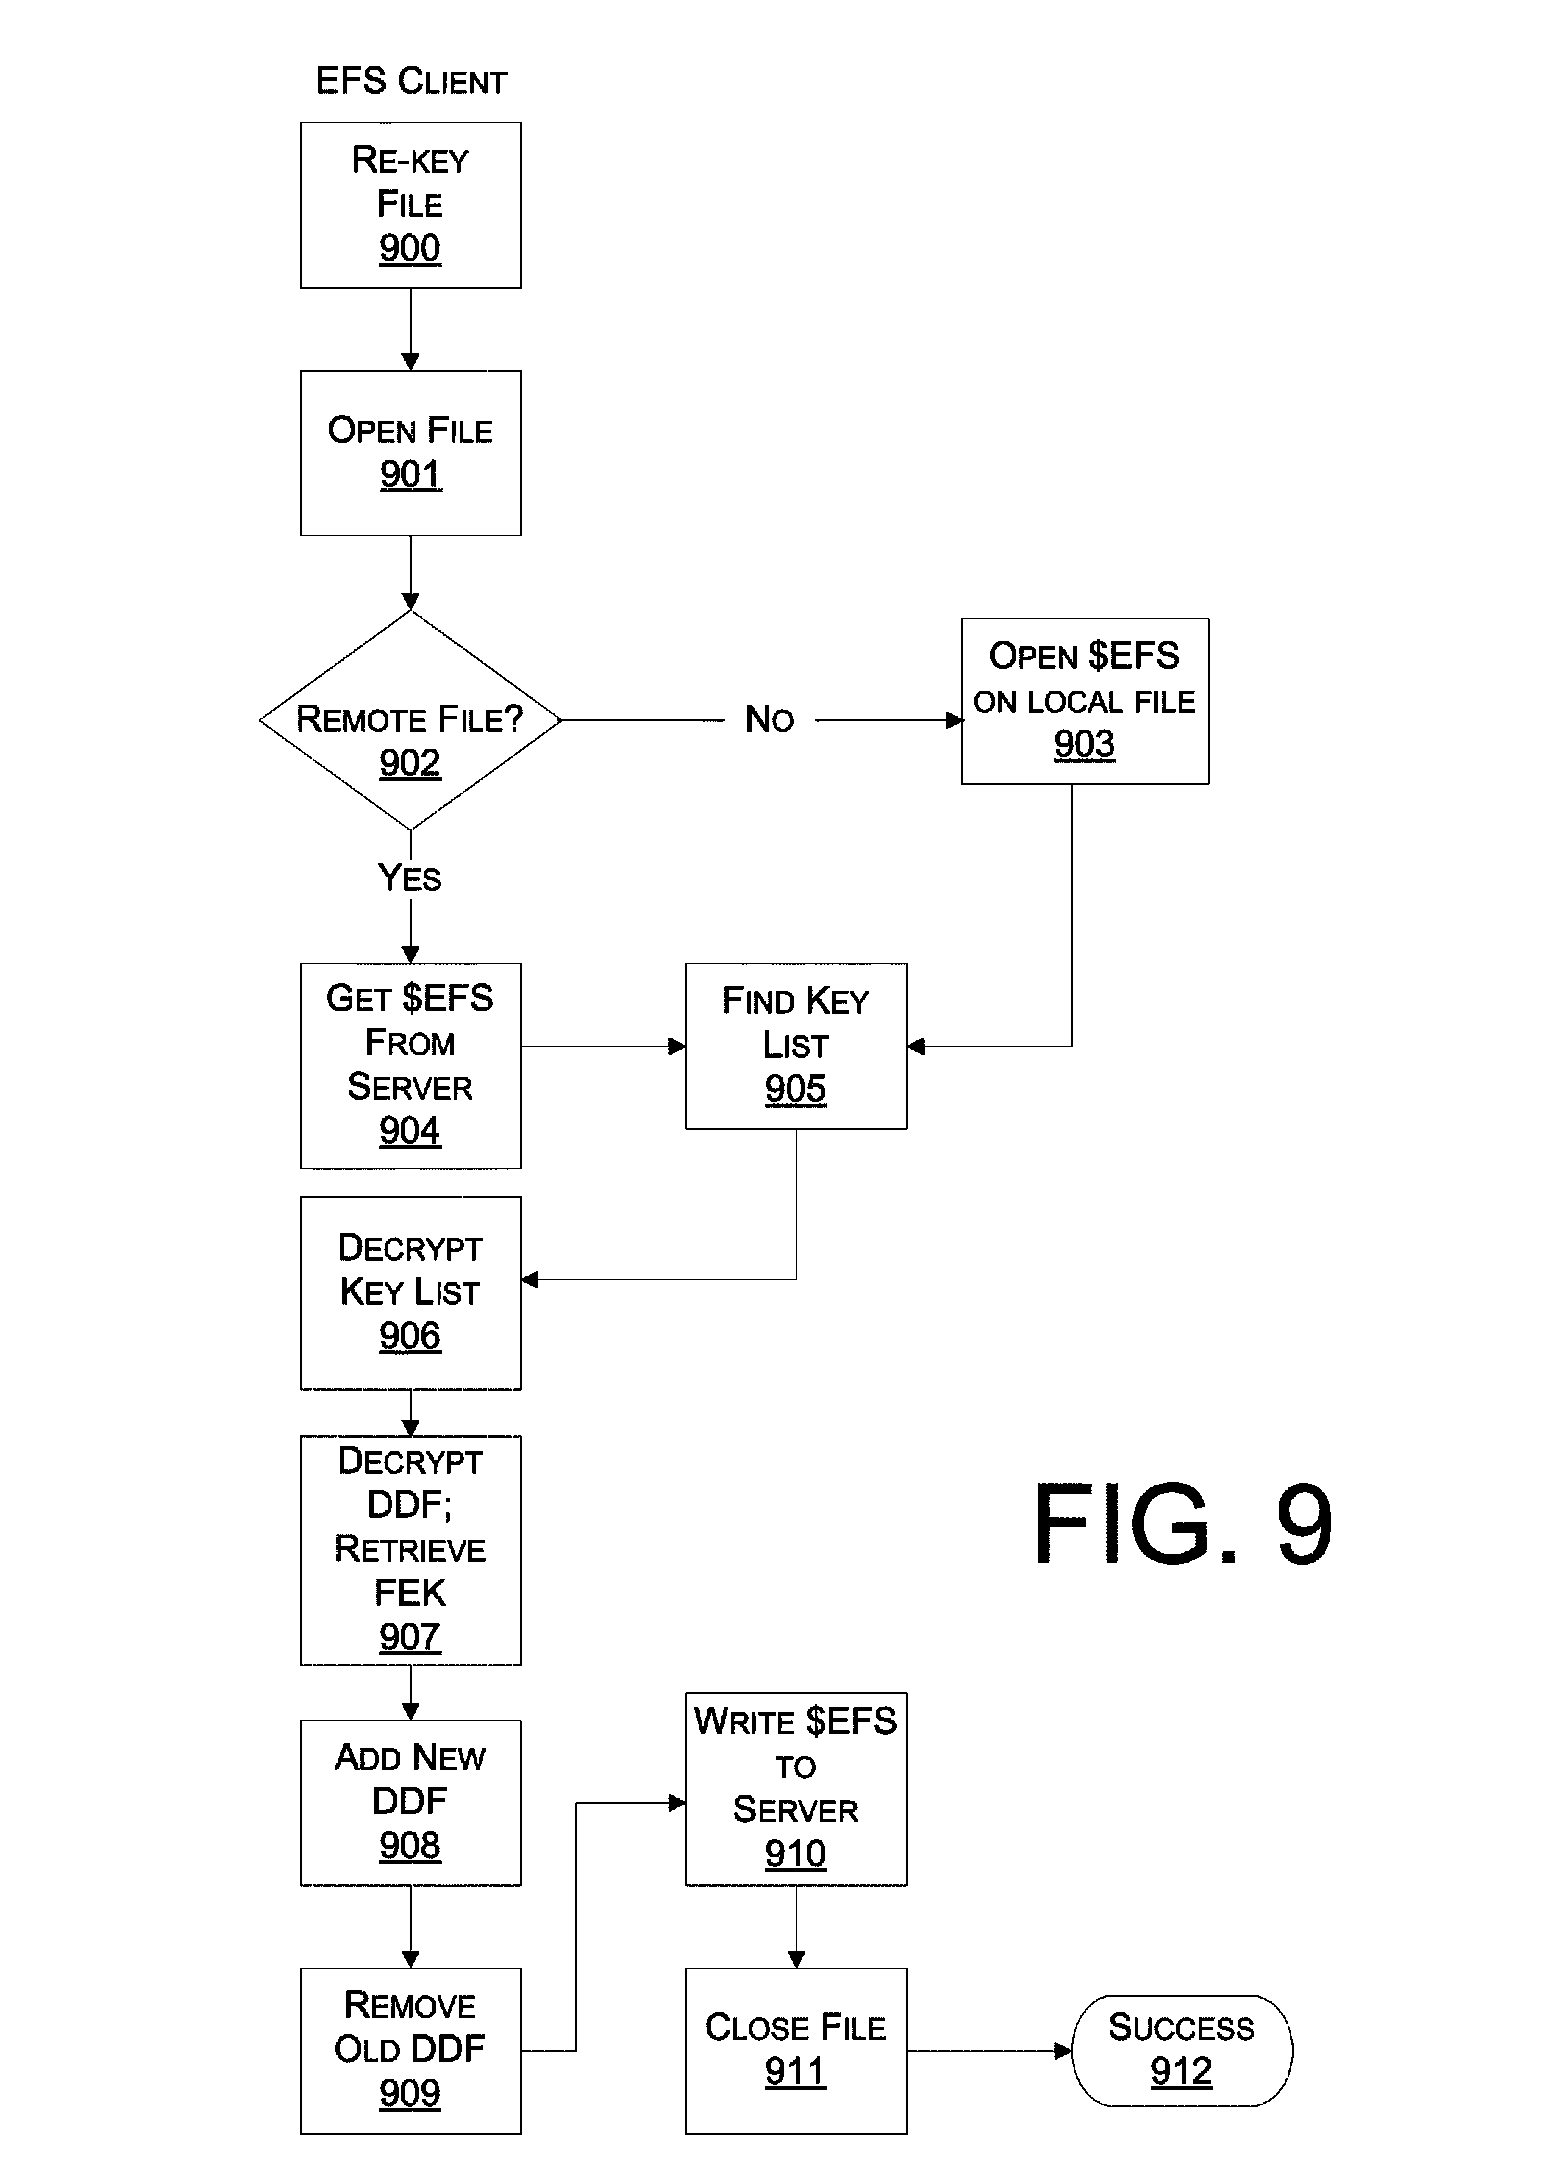 EFS CLIENT
RE-KEY
FILE
900
OPEN FILE
901
REMOTE FILE?
902
NO
OPEN $EFS
ON LOCAL FILE
903
YES
GET $EFS
FROM
SERVER
904
FIND KEY
LIST
905
DECRYPT
KEY LIST
906
DECRYPT
DDF;
RETRIEVE
FEK
907
FIG. 9
ADD NEW
DDF
908
WRITE $EFS
TO
SERVER
910
REMOVE
OLD DDF
909
CLOSE FILE
911
SUCCESS
912